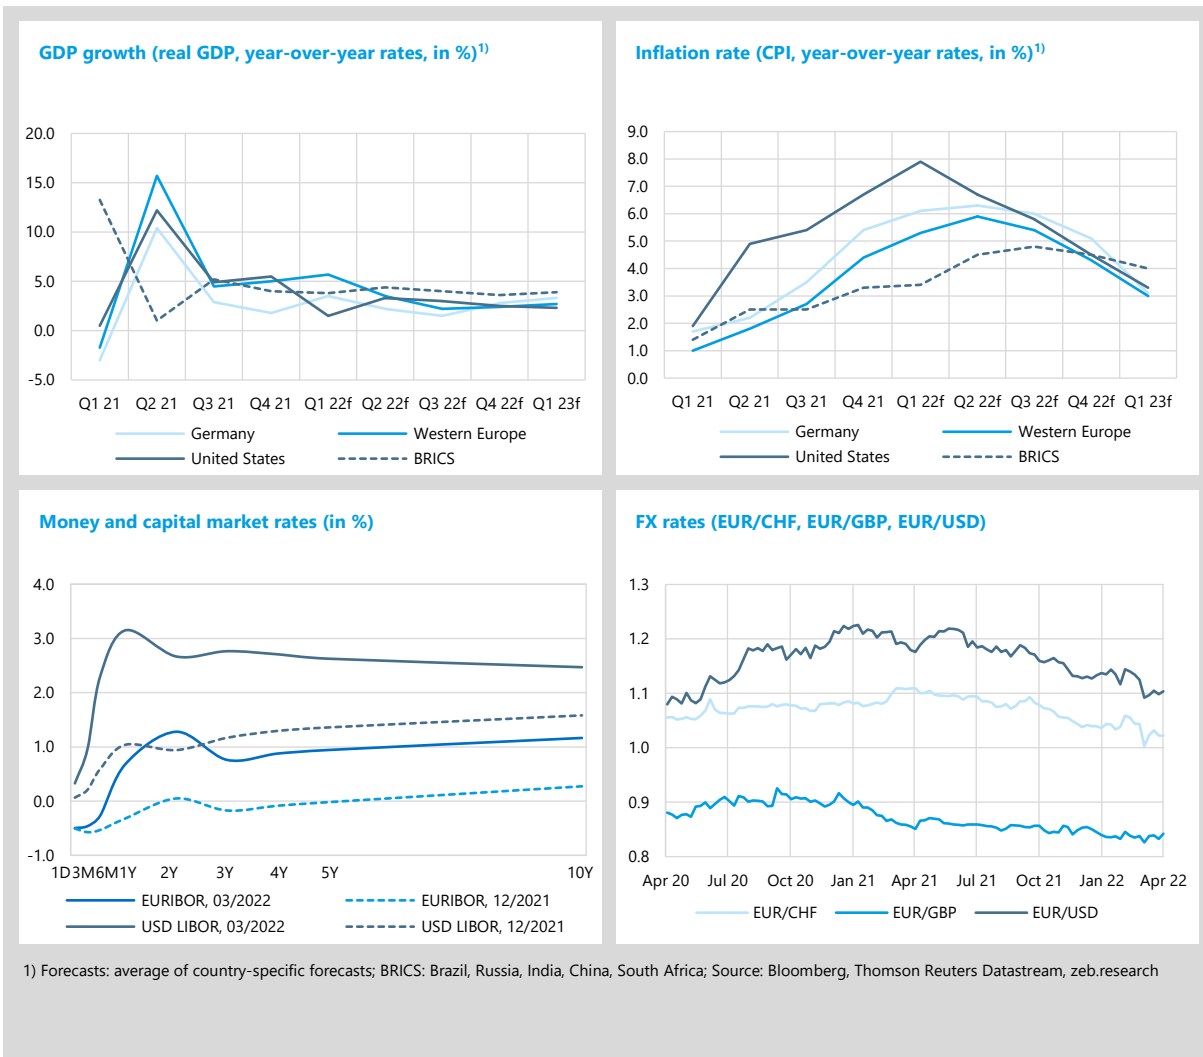 GDP growth (real GDP, year-over-year rates, in %)1)
20.0
15.0
10.0
5.0
0.0
-5.0
Q1 21 Q2 21 Q3 21 Q4 21 Q1 22f Q2 22f Q3 22f Q4 22f Q1 23f
Germany Western Europe
United States BRICS
Inflation rate (CPI, year-over-year rates, in %)1)
9.0
8.0
7.0
6.0
5.0
4.0
3.0
2.0
1.0
0.0
Q1 21 Q2 21 Q3 21 Q4 21 Q1 22f Q2 22f Q3 22f Q4 22f Q1 23f
Germany Western Europe
United States BRICS
Money and capital market rates (in %)
4.0
3.0
2.0
1.0
0.0
-1.0
1D 3M 6M 1Y 2Y 3Y 4Y 5Y 10Y
EURIBOR, 03/2022 EURIBOR, 12/2021
USD LIBOR, 03/2022 USD LIBOR, 12/2021
FX rates (EUR/CHF, EUR/GBP, EUR/USD)
1.3
1.2
1.1
1.0
0.9
0.8
Apr 20 Jul 20 Oct 20 Jan 21 Apr 21 Jul 21 Oct 21 Jan 22 Apr 22
EUR/CHF EUR/GBP EUR/USD
1) Forecasts: average of country-specific forecasts; BRICS: Brazil, Russia, India, China, South Africa; Source: Bloomberg, Thomson Reuters Datastream, zeb.research